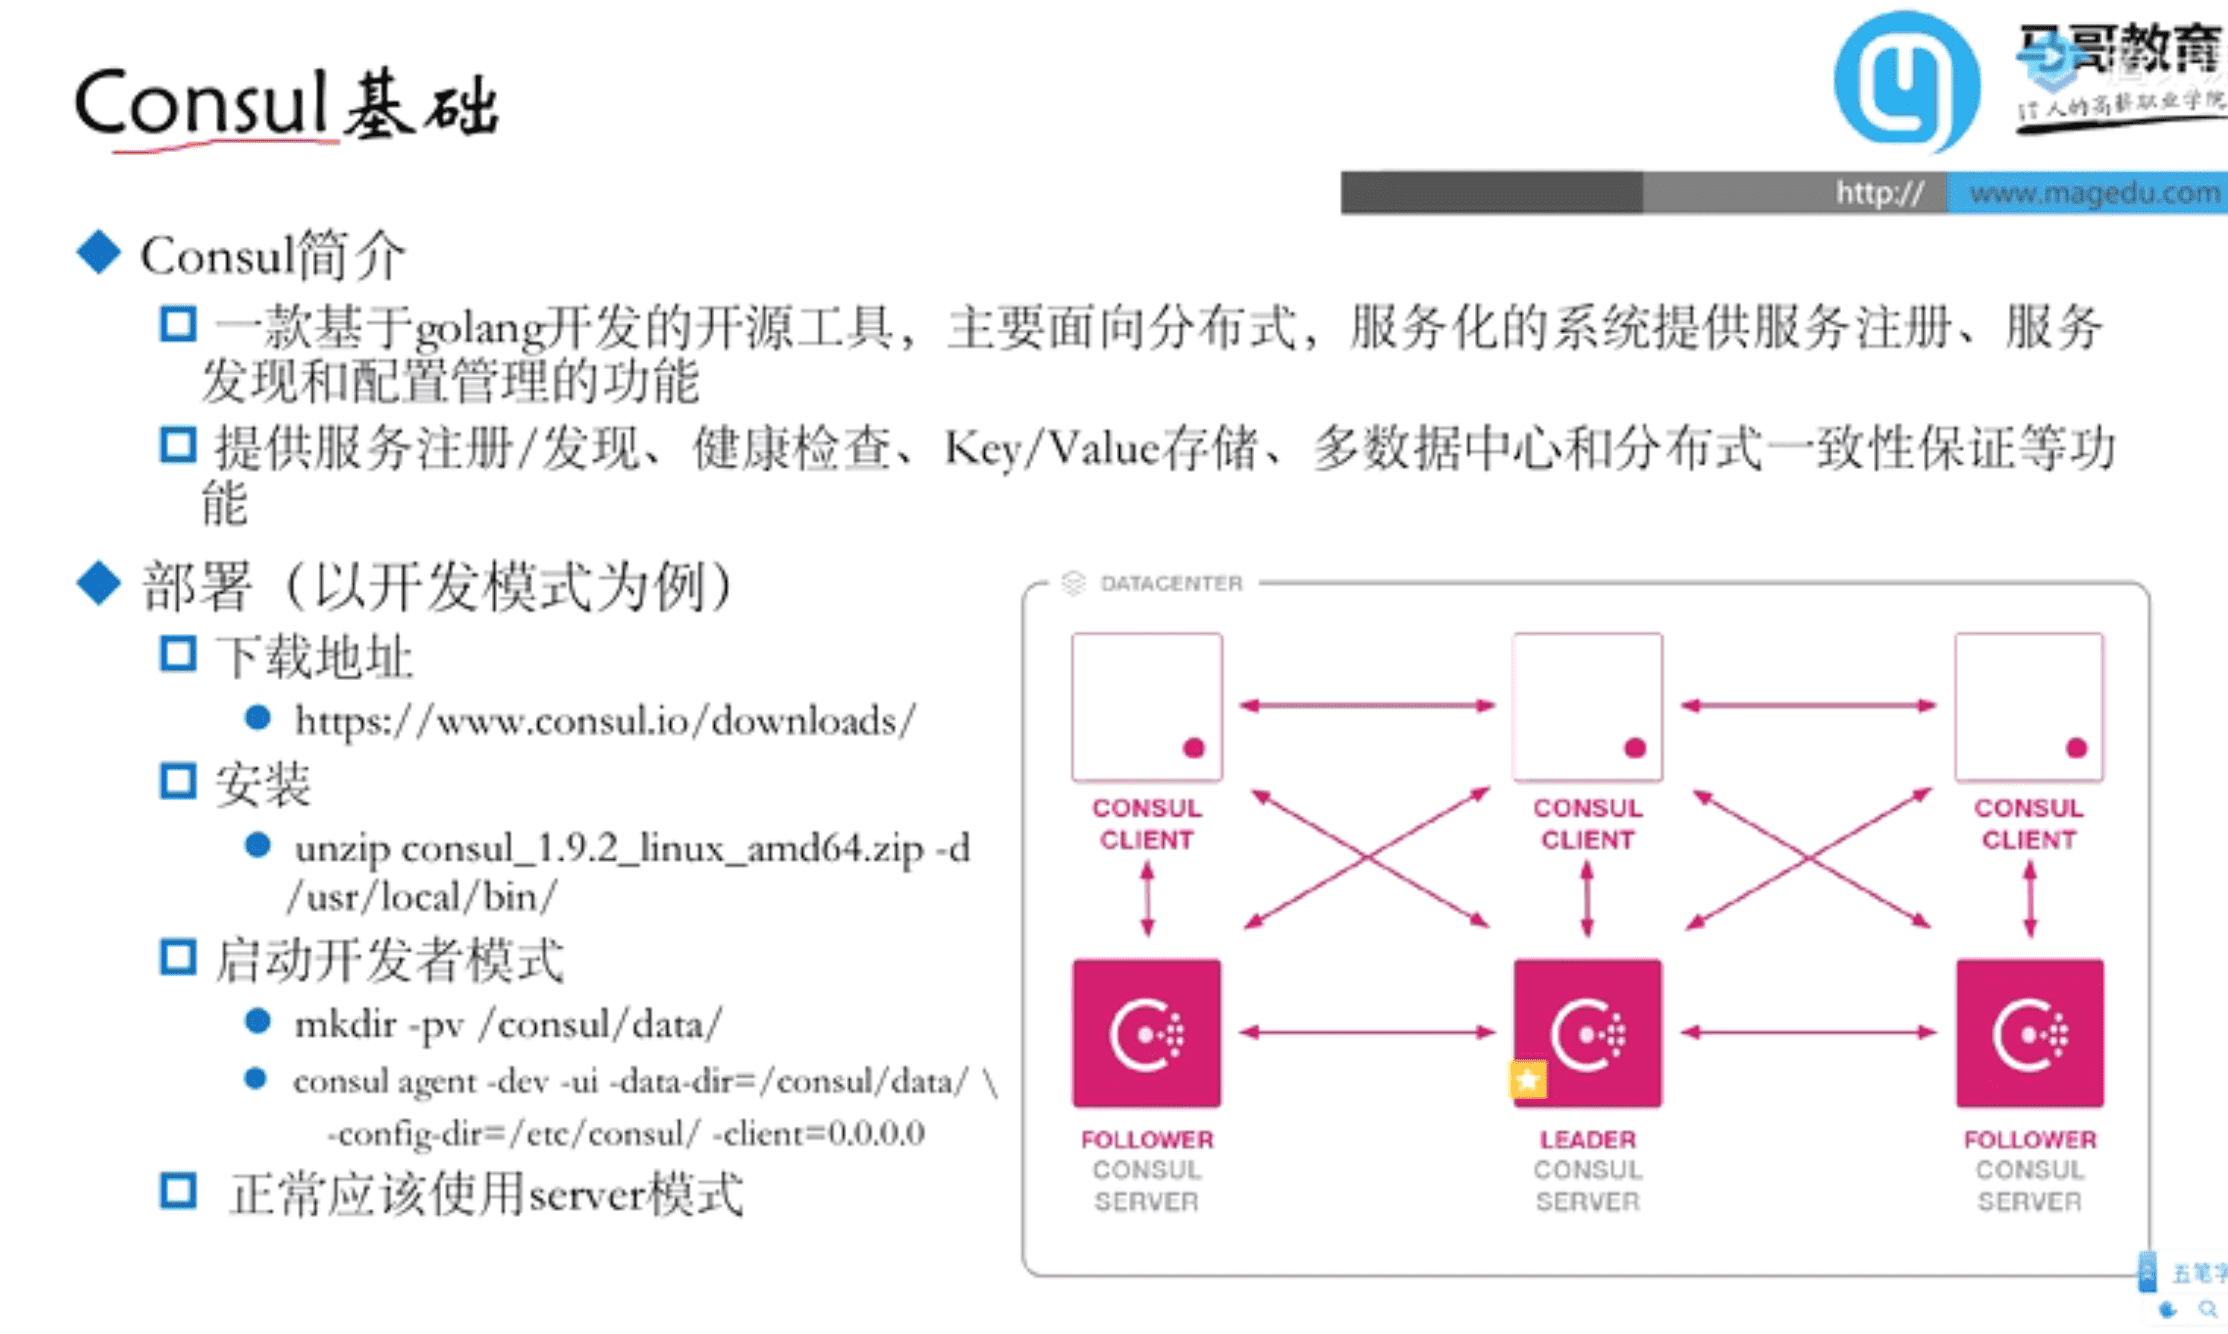 Consul基础
马哥教育
IT人的高薪职业学院
http://
www.magedu.com
Consul简介
一款基于golang开发的开源工具，主要面向分布式，服务化的系统提供服务注册、服务
发现和配置管理的功能
提供服务注册/发现、健康检查、Key/Value存储、多数据中心和分布式一致性保证等功
能
部署（以开发模式为例）
下载地址
https://www.consul.io/downloads/
安装
unzip consul_1.9.2_linux_amd64.zip -d
/usr/local/bin/
启动开发者模式
mkdir -pv /consul/data/
consul agent -dev -ui -data-dir=/consul/data/ \
-config-dir=/etc/consul/ -client=0.0.0.0
正常应该使用server模式
DATACENTER
CONSUL
CLIENT
CONSUL
CLIENT
CONSUL
CLIENT
FOLLOWER
CONSUL
SERVER
LEADER
CONSUL
SERVER
FOLLOWER
CONSUL
SERVER
五笔字